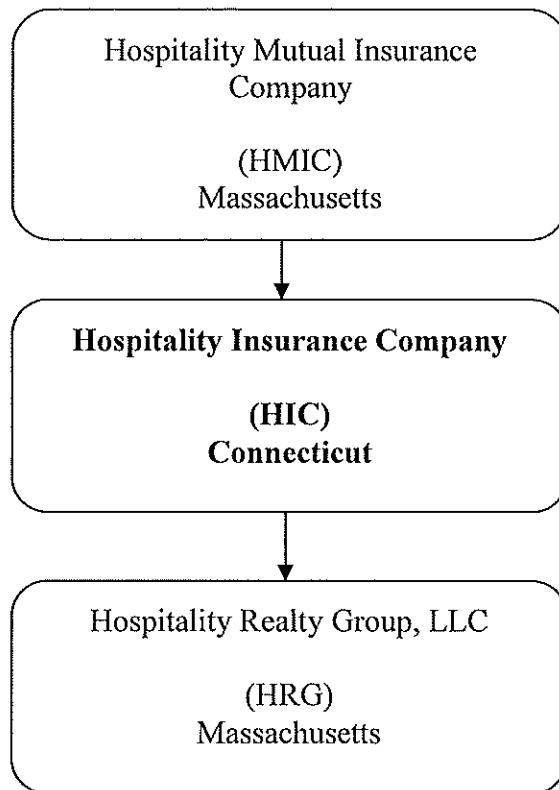 Hospitality Mutual Insurance
Company
(HMIC)
Massachusetts
Hospitality Insurance Company
(HIC)
Connecticut
Hospitality Realty Group, LLC
(HRG)
Massachusetts